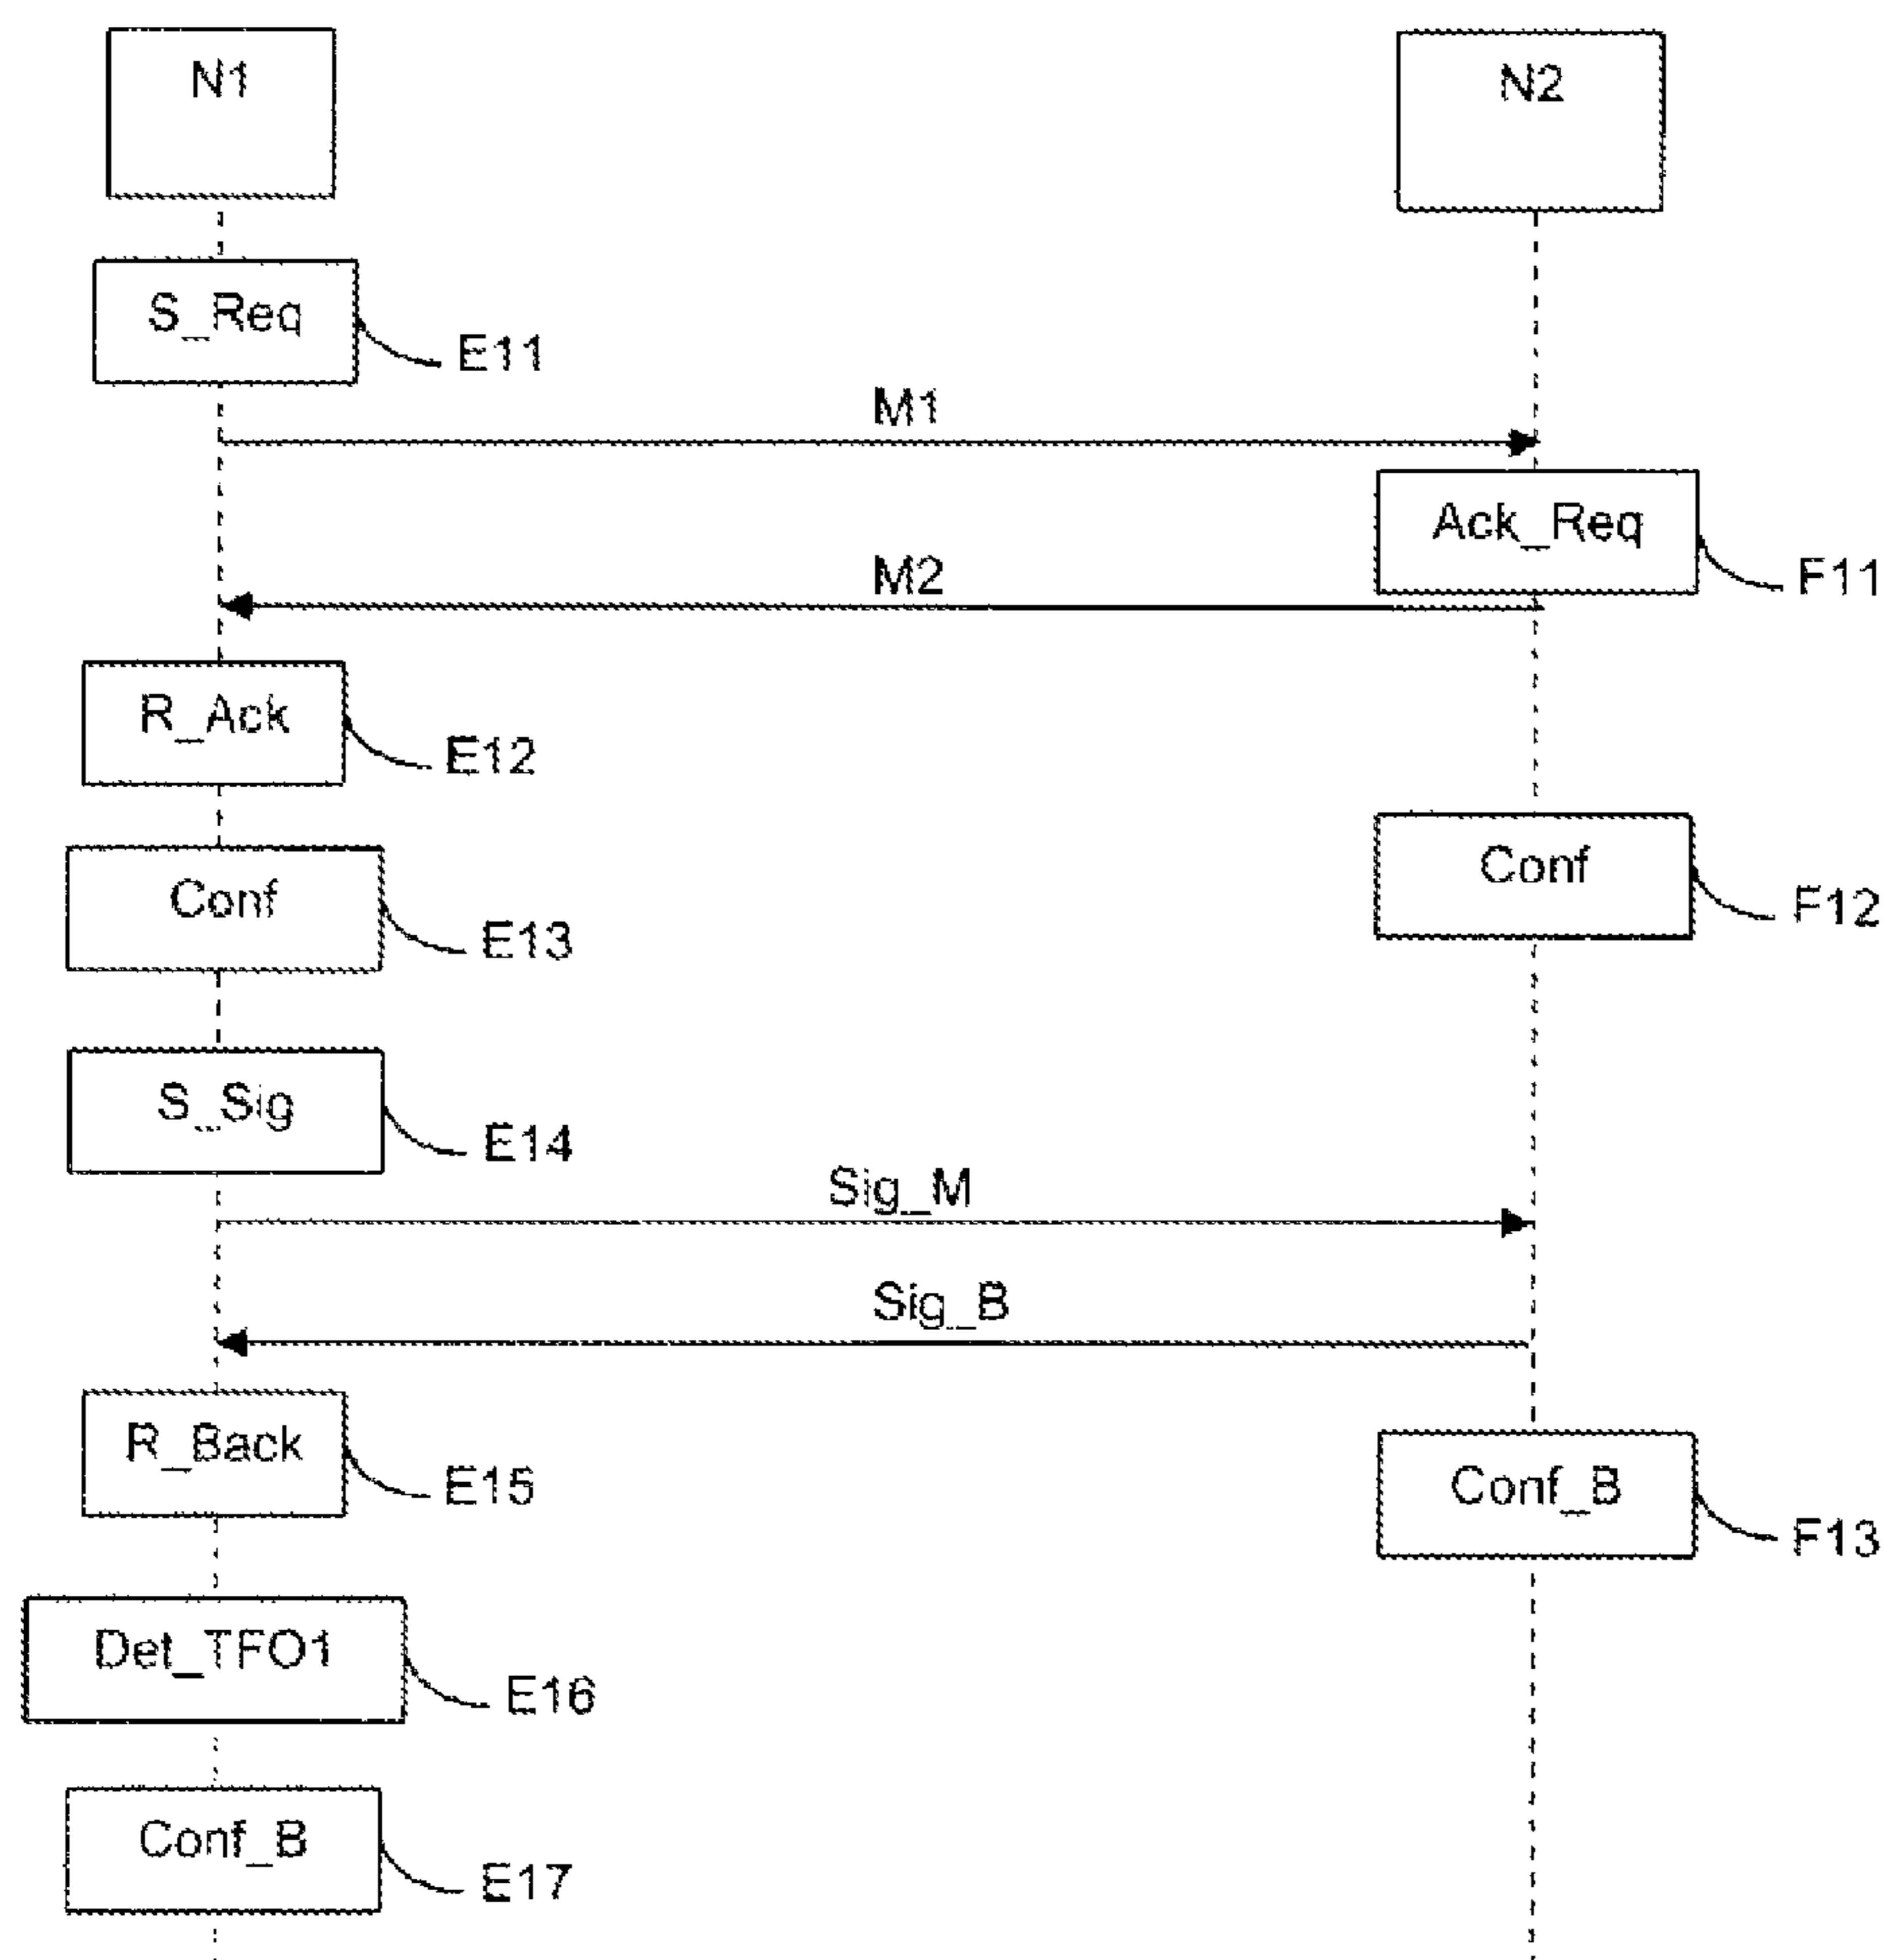 N1
N2
S_Req
E11
M1
Ack_Req
F11
M2
R_Ack
E12
Conf
F12
Conf
E13
S_Sig
E14
Sig_M
Sig_B
R_Back
E15
Conf_B
F13
Det_TFO1
E16
Conf_B
E17